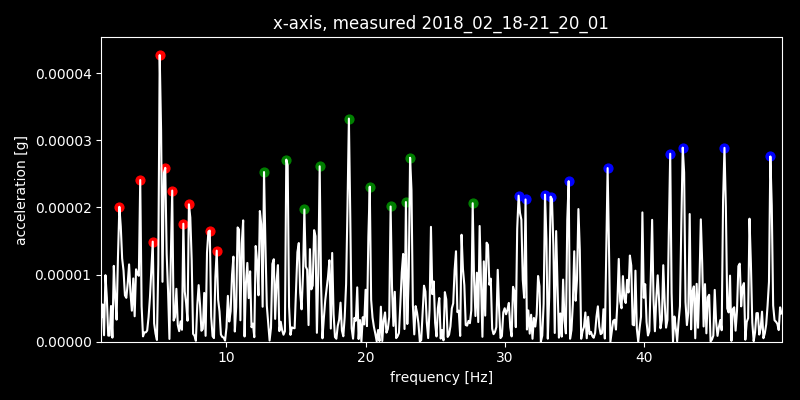 x-axis, measured 2018_02_18-21_20_01
0.00004
0.00003
0.00002
0.00001
0.00000
acceleration [g]
10 20 30 40
frequency [Hz]